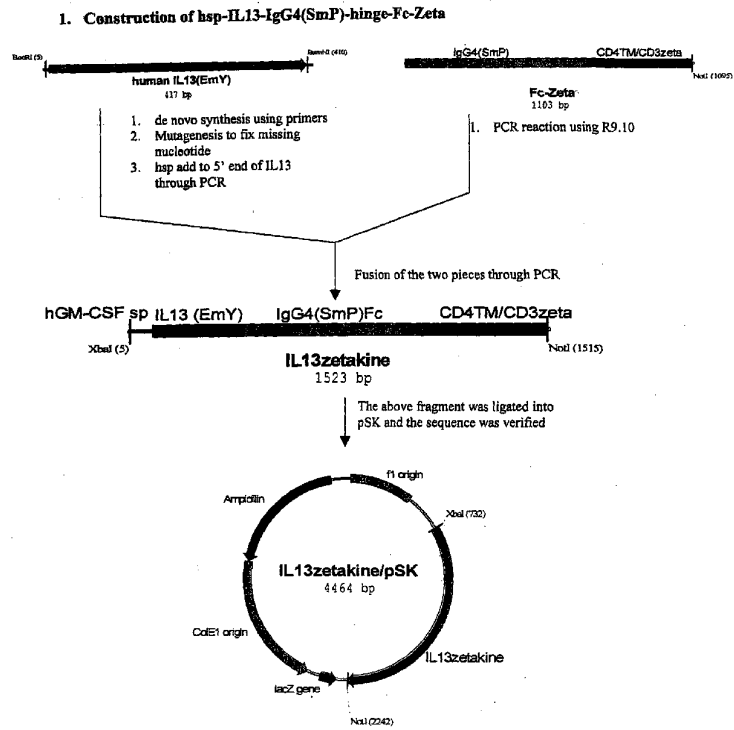 1. Construction of hsp-IL13-IgG4(SmP)-hinge-Fc-Zeta
IgG4(SmP) CD4TM/CD3zeta
EcoRI (5) BamHI (410)
NotI (1095)
human IL13(EmY)
417 bp
Fc-Zeta
1103 bp
1. de novo synthesis using primers
2. Mutagenesis to fix missing
nucleotide
3. hsp add to 5' end of IL13
through PCR
1. PCR reaction using R9.10
Fusion of the two pieces through PCR
hGM-CSF sp IL13 (EmY) IgG4(SmP)Fc CD4TM/CD3zeta
XbaI (5) NotI (1515)
IL13zetakine
1523 bp
The above fragment was ligated into
pSK and the sequence was verified
f1 origin
Ampicillin
XbaI (732)
IL13zetakine/pSK
4464 bp
ColE1 origin
IL13zetakine
lacZ gene
NotI (2242)